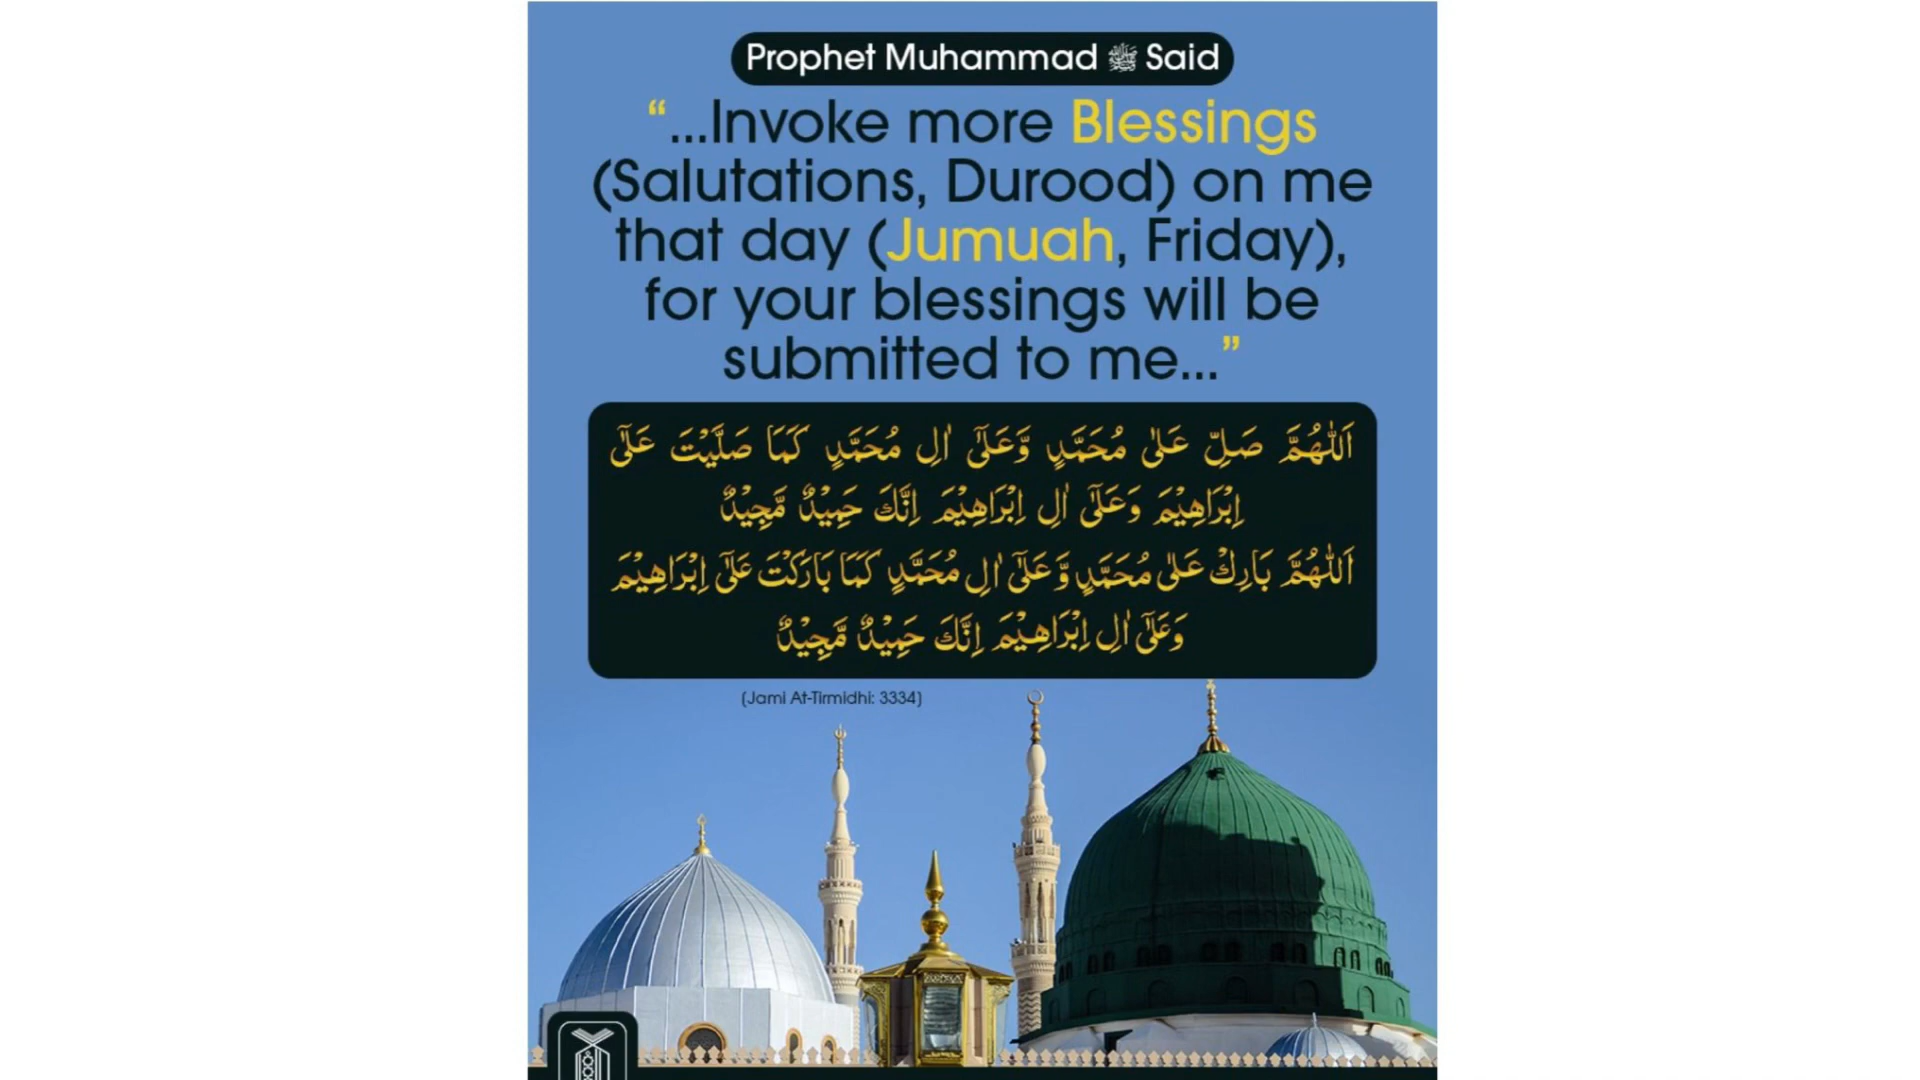 Prophet Muhammad ﷺ Said
“...Invoke more Blessings
(Salutations, Durood) on me
that day (Jumuah, Friday),
for your blessings will be
submitted to me...”
اَللّٰهُمَّ صَلِّ عَلٰى مُحَمَّدٍ وَّعَلٰٓى اٰلِ مُحَمَّدٍ كَمَا صَلَّيْتَ عَلٰٓى
اِبْرَاهِيْمَ وَعَلٰٓى اٰلِ اِبْرَاهِيْمَ اِنَّكَ حَمِيْدٌ مَّجِيْدٌ
اَللّٰهُمَّ بَارِكْ عَلٰى مُحَمَّدٍ وَّعَلٰٓى اٰلِ مُحَمَّدٍ كَمَا بَارَكْتَ عَلٰٓى اِبْرَاهِيْمَ
وَعَلٰٓى اٰلِ اِبْرَاهِيْمَ اِنَّكَ حَمِيْدٌ مَّجِيْدٌ
(Jami At-Tirmidhi: 3334)